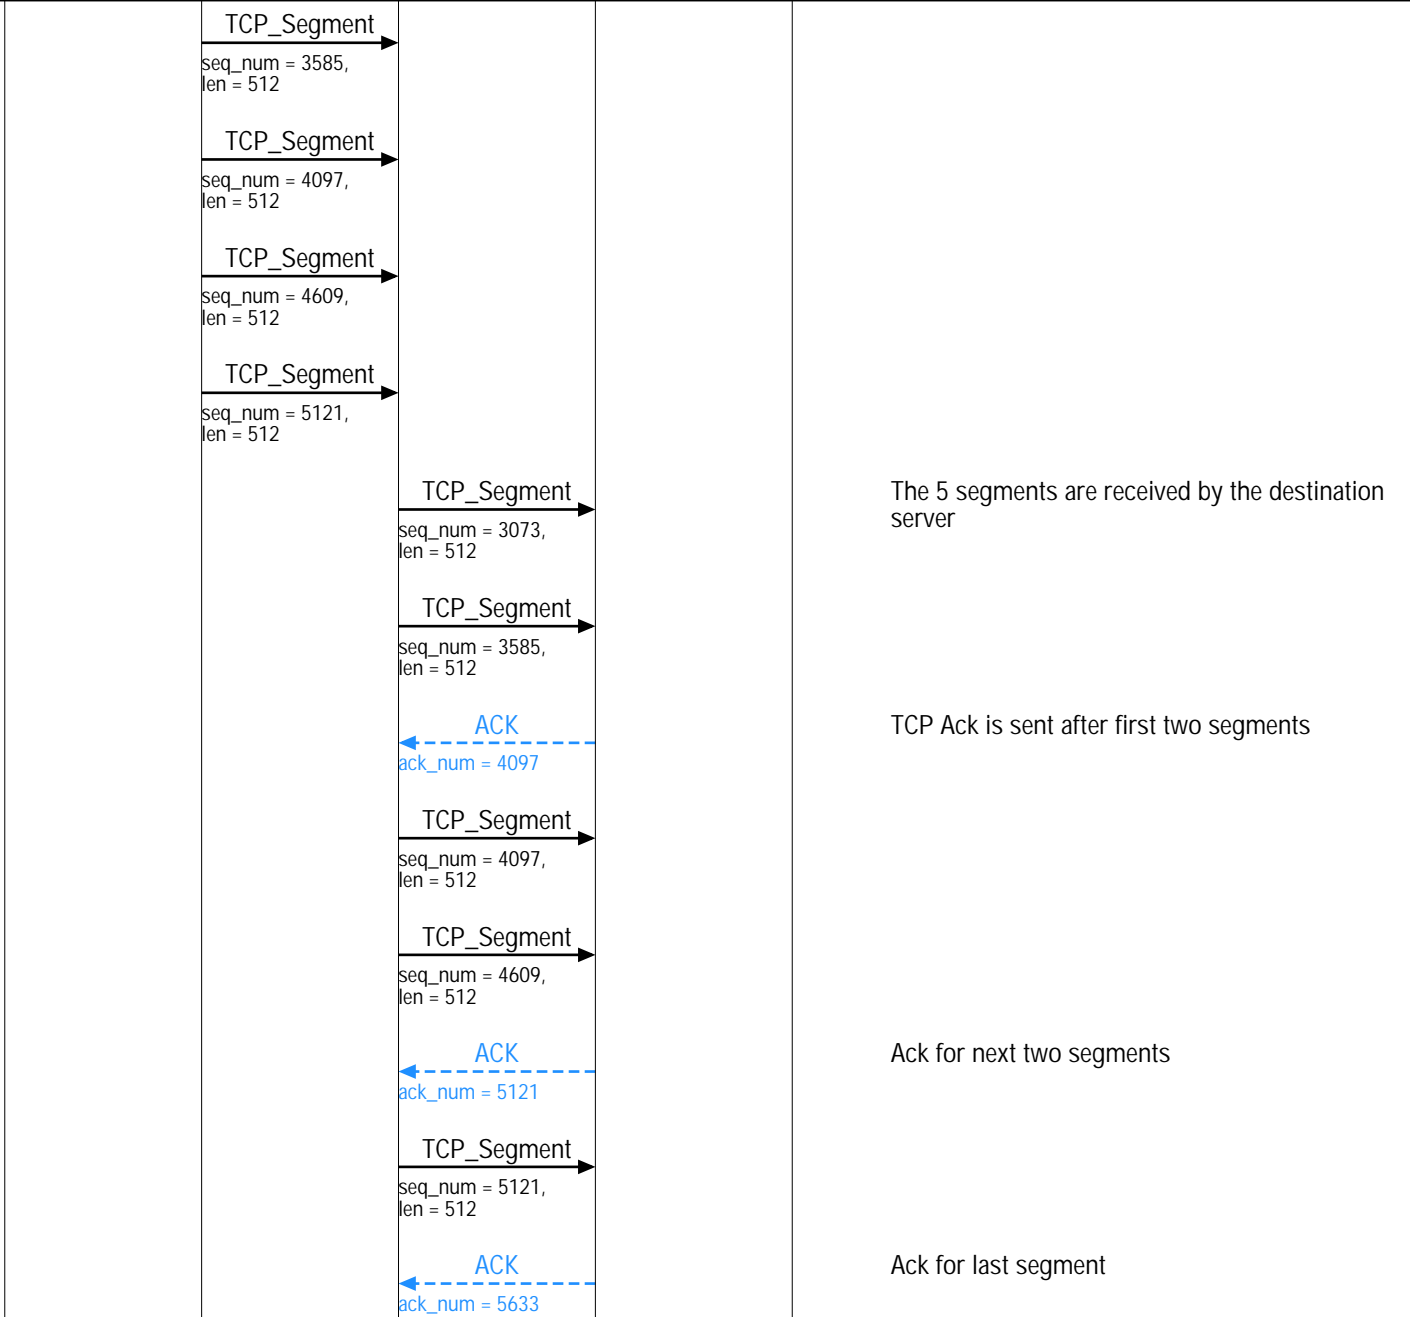 TCP_Segment
seq_num = 3585,
len = 512
TCP_Segment
seq_num = 4097,
len = 512
TCP_Segment
seq_num = 4609,
len = 512
TCP_Segment
seq_num = 5121,
len = 512
TCP_Segment
The 5 segments are received by the destination
server
seq_num = 3073,
len = 512
TCP_Segment
seq_num = 3585,
len = 512
ACK
TCP Ack is sent after first two segments
ack_num = 4097
TCP_Segment
seq_num = 4097,
len = 512
TCP_Segment
seq_num = 4609,
len = 512
ACK
Ack for next two segments
ack_num = 5121
TCP_Segment
seq_num = 5121,
len = 512
ACK
Ack for last segment
ack_num = 5633